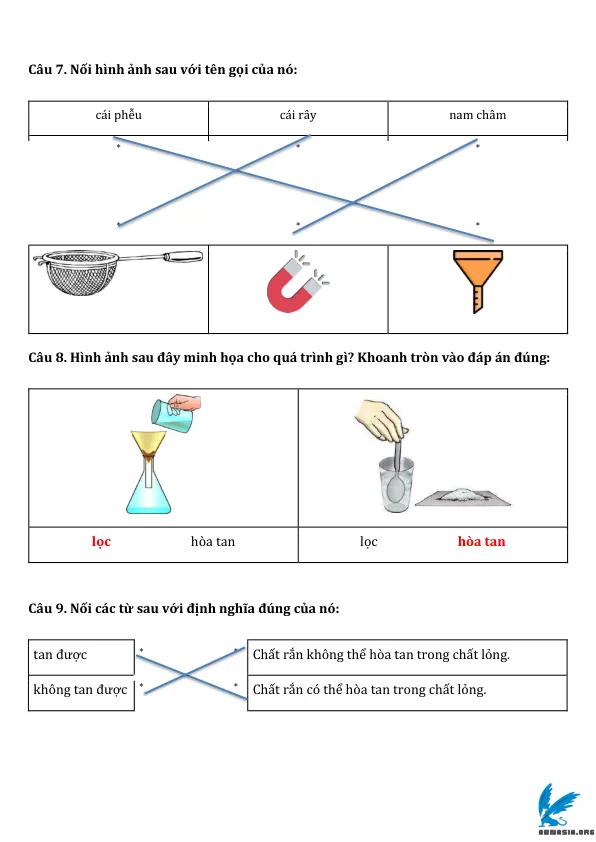 Câu 7. Nối hình ảnh sau với tên gọi của nó:
cái phễu cái rây nam châm
* * *
* * *
Câu 8. Hình ảnh sau đây minh họa cho quá trình gì? Khoanh tròn vào đáp án đúng:
lọc hòa tan lọc hòa tan
Câu 9. Nối các từ sau với định nghĩa đúng của nó:
tan được * * Chất rắn không thể hòa tan trong chất lỏng.
không tan được * * Chất rắn có thể hòa tan trong chất lỏng.
AOWASIA.ORG